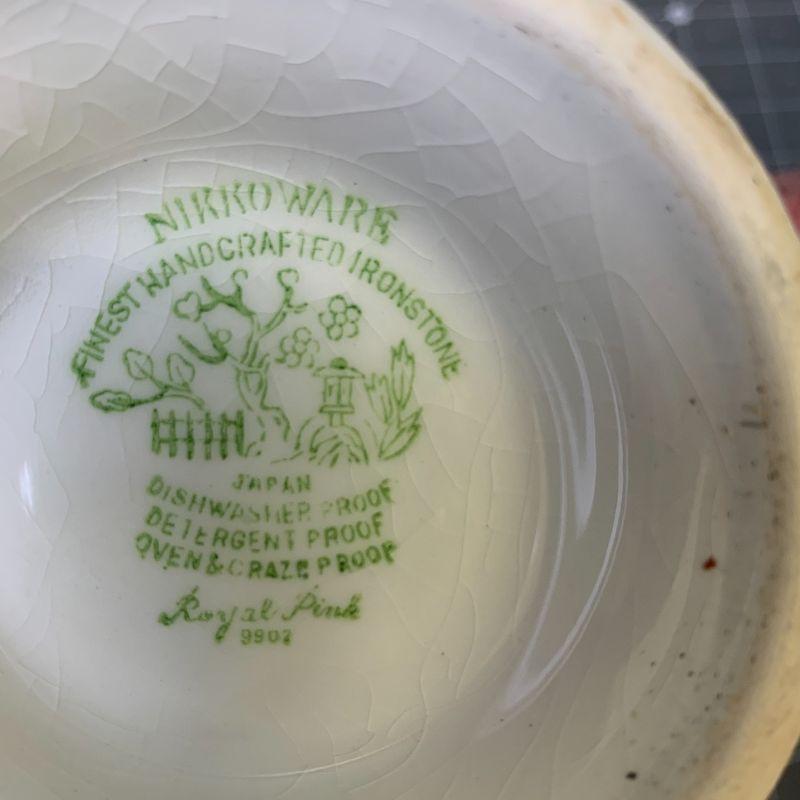 NIKKO WARE
FINEST HANDCRAFTED IRONSTONE
JAPAN
DISHWASHER PROOF
DETERGENT PROOF
OVEN & CRAZE PROOF
Royal Pink
9902